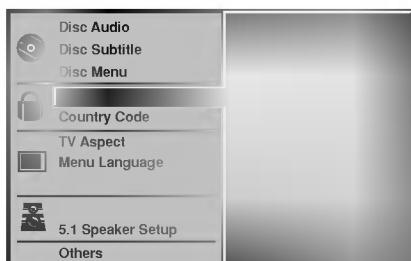 Disc Audio
Disc Subtitle
Disc Menu
Country Code
TV Aspect
Menu Language
5.1 Speaker Setup
Others